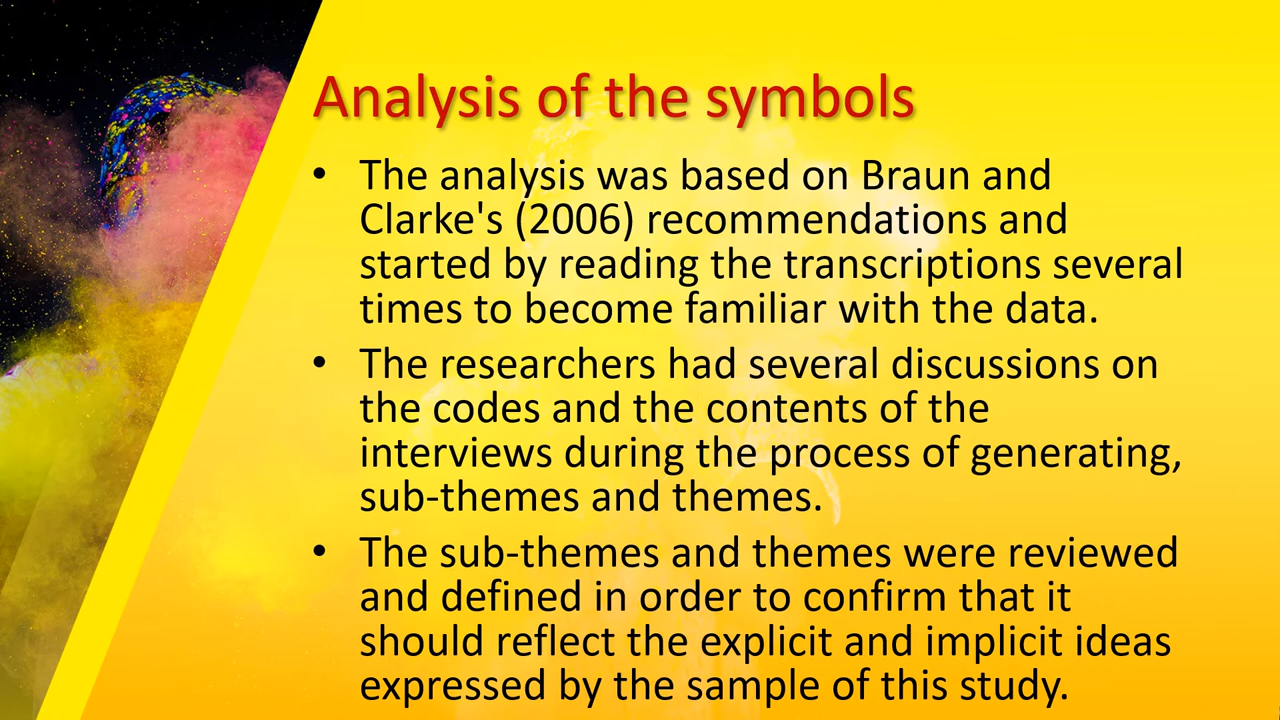 Analysis of the symbols
• The analysis was based on Braun and
Clarke's (2006) recommendations and
started by reading the transcriptions several
times to become familiar with the data.
• The researchers had several discussions on
the codes and the contents of the
interviews during the process of generating,
sub-themes and themes.
• The sub-themes and themes were reviewed
and defined in order to confirm that it
should reflect the explicit and implicit ideas
expressed by the sample of this study.